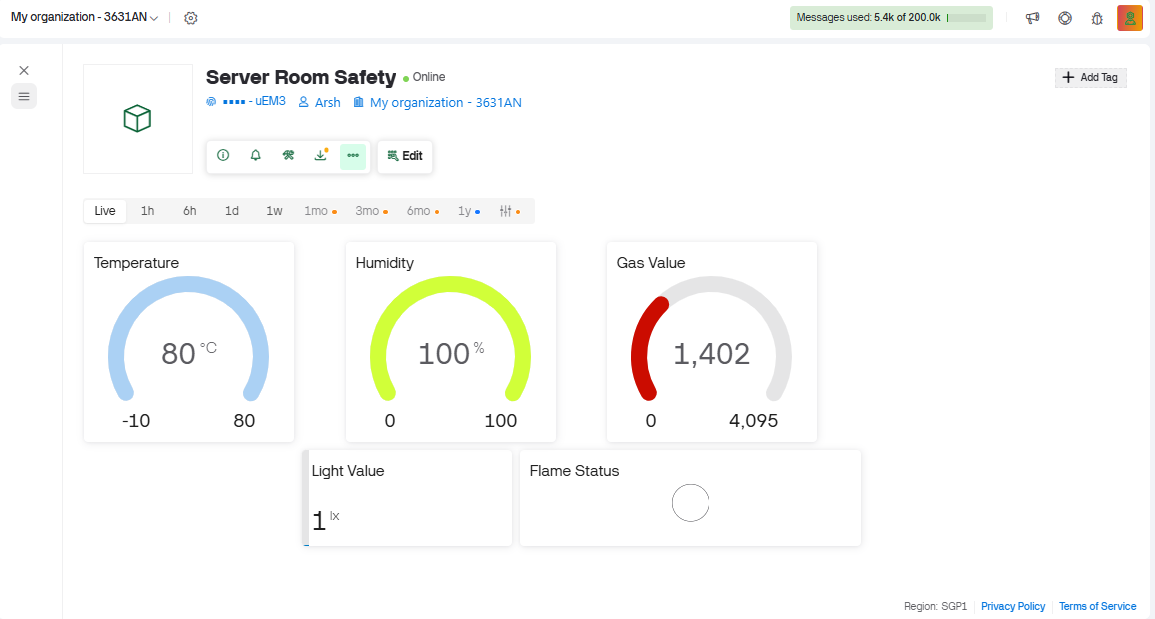 My organization - 3631AN
Messages used: 5.4k of 200.0k
Server Room Safety
Online
- uEM3 Arsh My organization - 3631AN
Add Tag
Edit
Live 1h 6h 1d 1w 1mo 3mo 6mo 1y
Temperature
80 °C
-10 80
Humidity
100 %
0 100
Gas Value
1,402
0 4,095
Light Value
1 lx
Flame Status
Region: SGP1 Privacy Policy Terms of Service